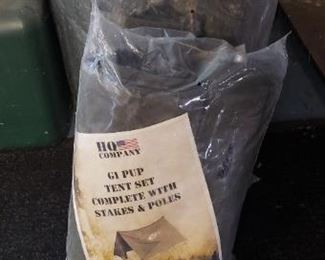 HQ
COMPANY
GI PUP
TENT SET
COMPLETE WITH
STAKES & POLES